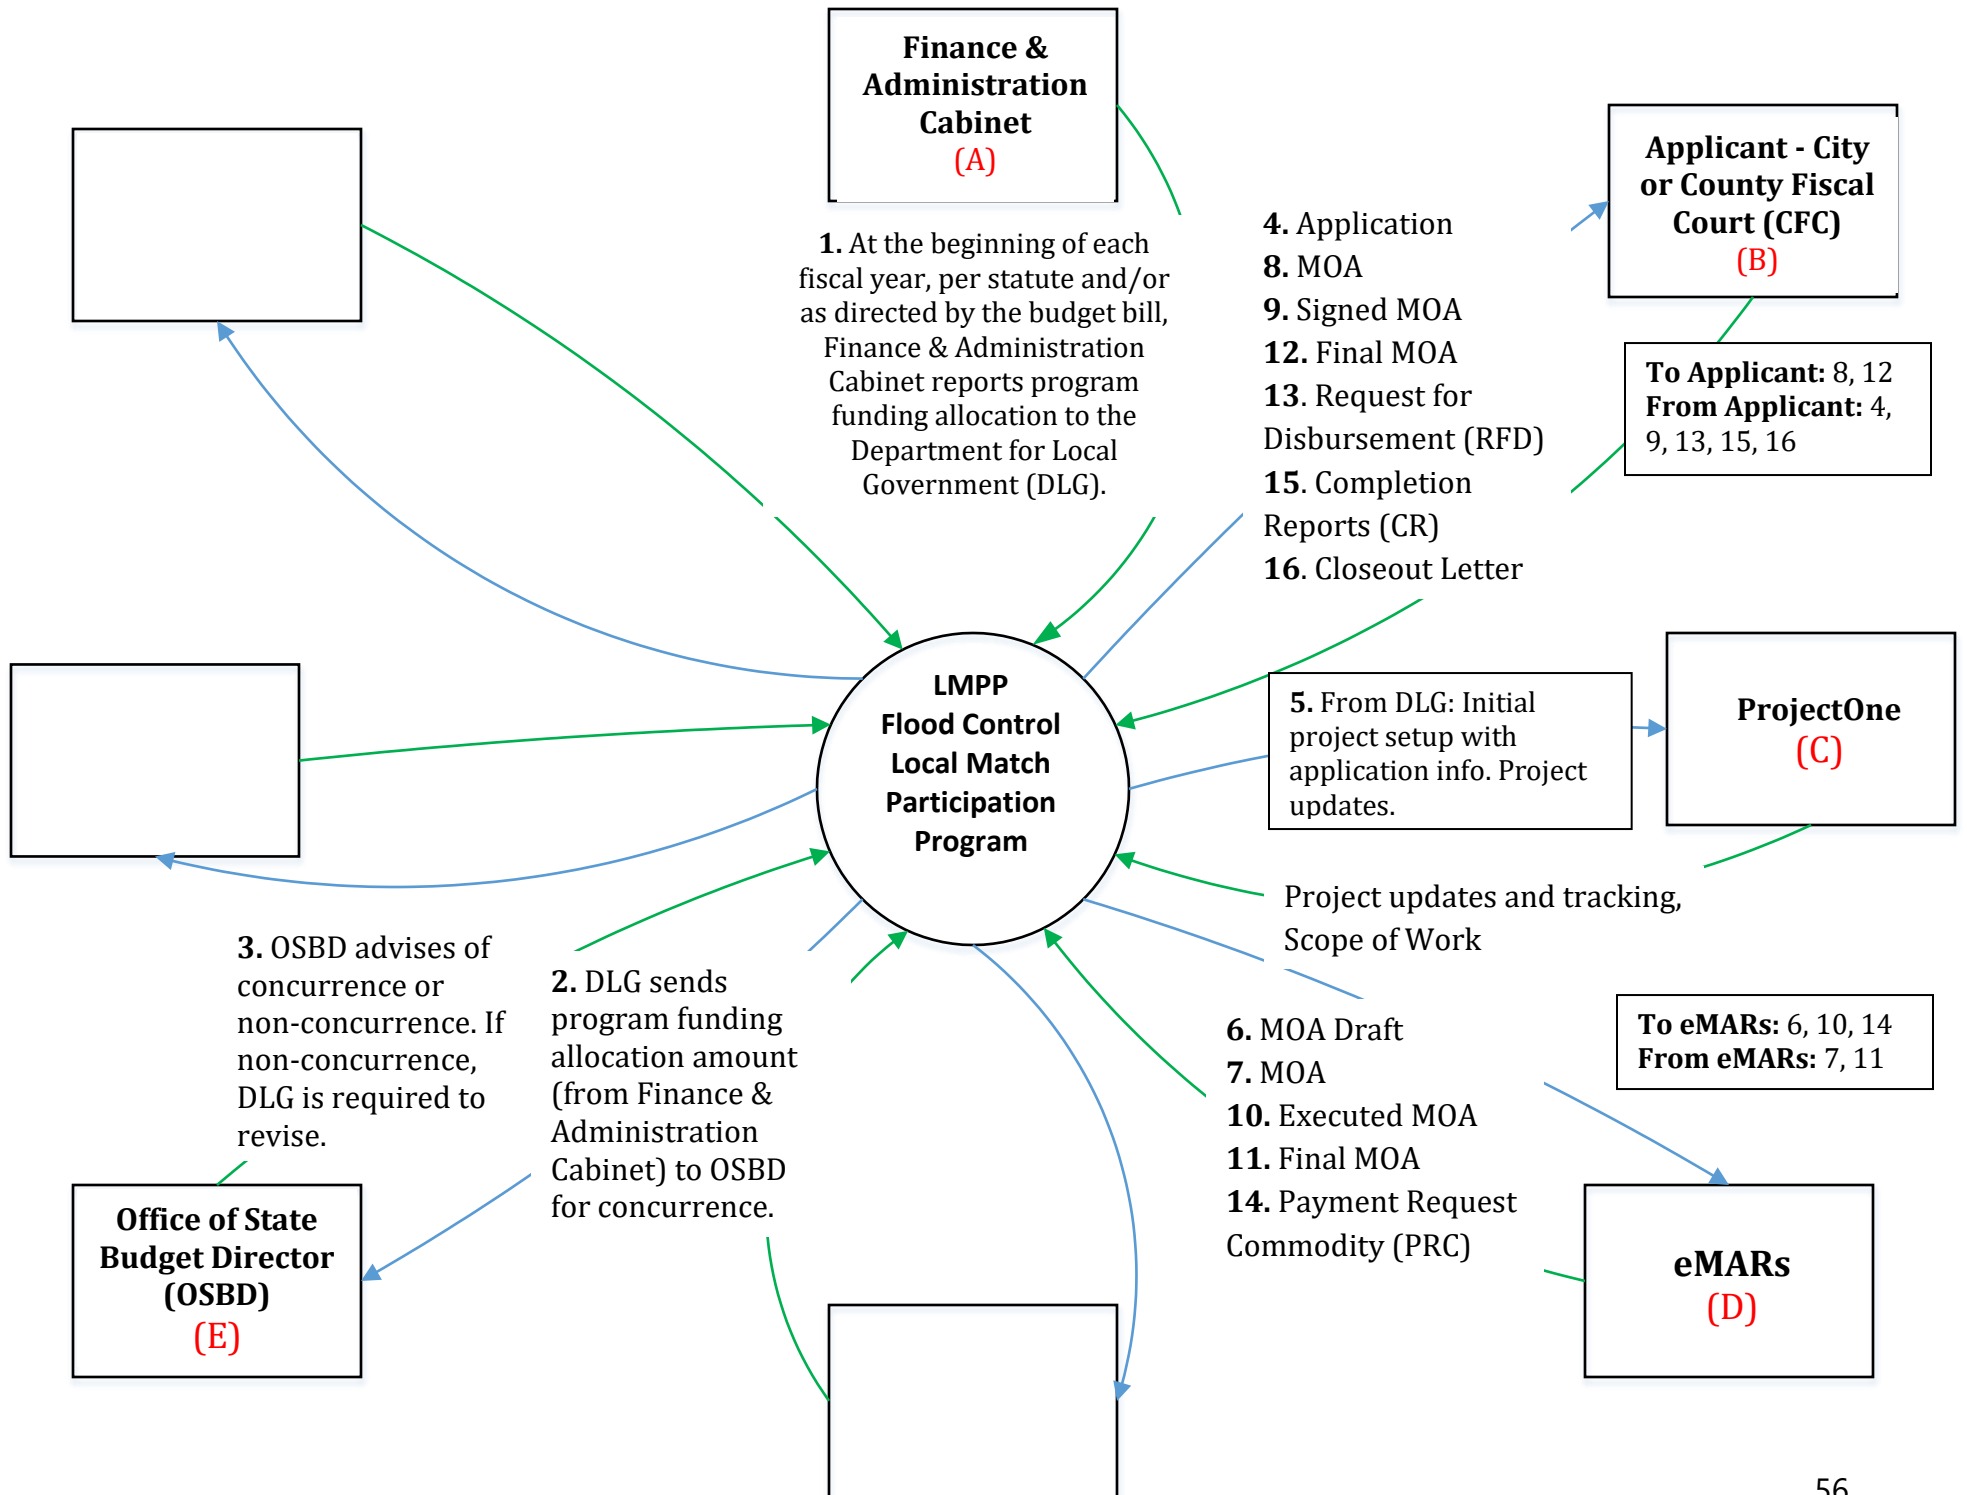 Finance &
Administration
Cabinet
(A)
1. At the beginning of each
fiscal year, per statute and/or
as directed by the budget bill,
Finance & Administration
Cabinet reports program
funding allocation to the
Department for Local
Government (DLG).
4. Application
8. MOA
9. Signed MOA
12. Final MOA
13. Request for
Disbursement (RFD)
15. Completion
Reports (CR)
16. Closeout Letter
Applicant - City
or County Fiscal
Court (CFC)
(B)
To Applicant: 8, 12
From Applicant: 4,
9, 13, 15, 16
LMPP
Flood Control
Local Match
Participation
Program
5. From DLG: Initial
project setup with
application info. Project
updates.
ProjectOne
(C)
Project updates and tracking,
Scope of Work
3. OSBD advises of
concurrence or
non-concurrence. If
non-concurrence,
DLG is required to
revise.
2. DLG sends
program funding
allocation amount
(from Finance &
Administration
Cabinet) to OSBD
for concurrence.
6. MOA Draft
7. MOA
10. Executed MOA
11. Final MOA
14. Payment Request
Commodity (PRC)
To eMARs: 6, 10, 14
From eMARs: 7, 11
Office of State
Budget Director
(OSBD)
(E)
eMARs
(D)
56